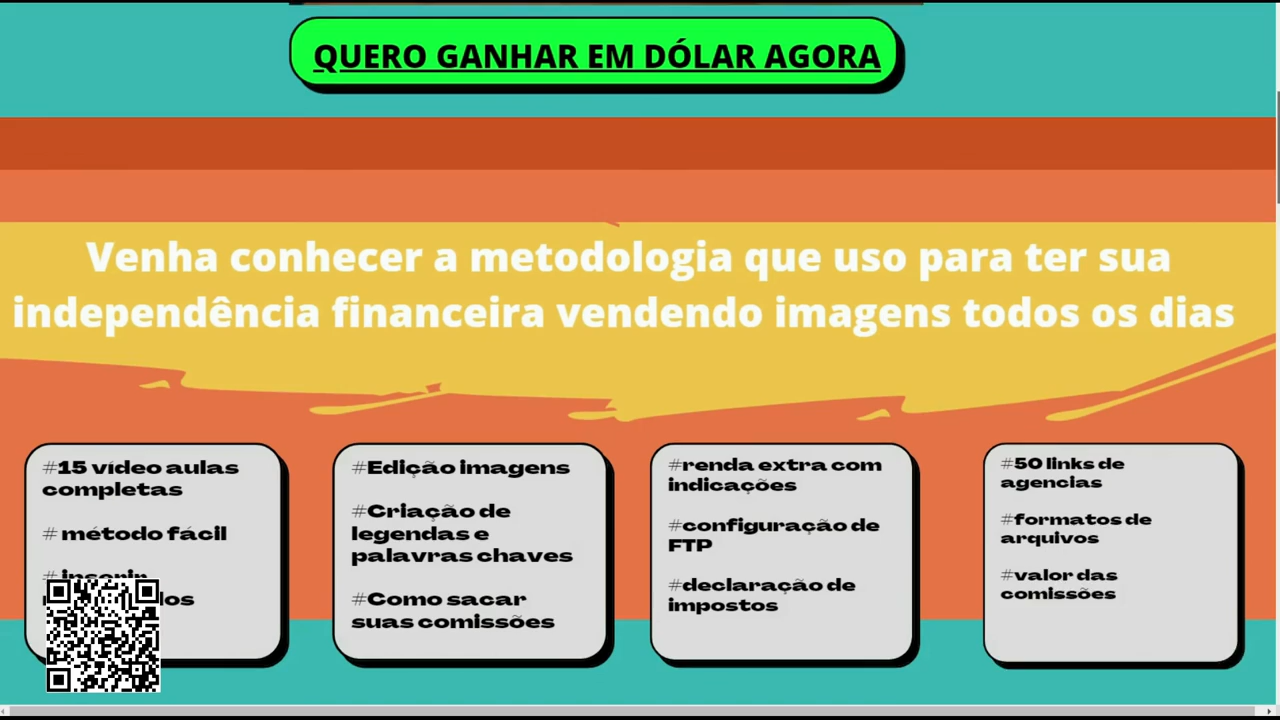 QUERO GANHAR EM DÓLAR AGORA
Venha conhecer a metodologia que uso para ter sua
independência financeira vendendo imagens todos os dias
#15 vídeo aulas
completas
# método fácil
# inserir
#Edição imagens
#Criação de
legendas e
palavras chaves
#Como sacar
suas comissões
#renda extra com
indicações
#configuração de
FTP
#declaração de
impostos
#50 links de
agencias
#formatos de
arquivos
#valor das
comissões